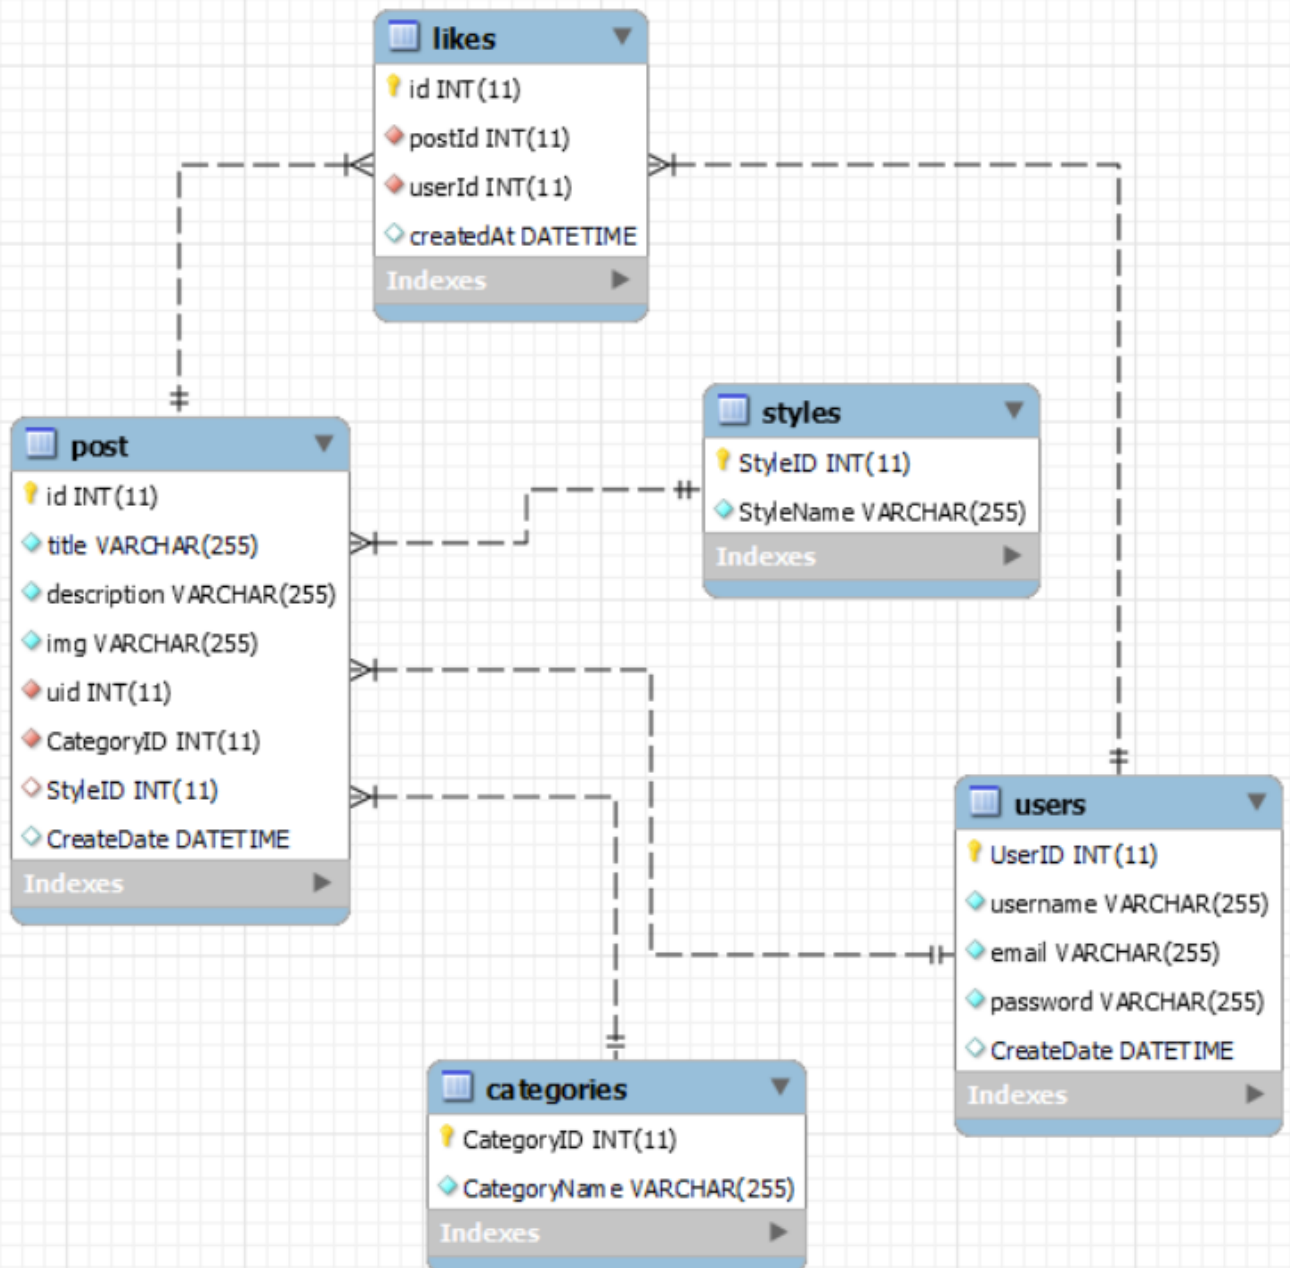 likes
id INT(11)
postId INT(11)
userId INT(11)
createdAt DATETIME
Indexes
post
id INT(11)
title VARCHAR(255)
description VARCHAR(255)
img VARCHAR(255)
uid INT(11)
CategoryID INT(11)
StyleID INT(11)
CreateDate DATETIME
Indexes
styles
StyleID INT(11)
StyleName VARCHAR(255)
Indexes
users
UserID INT(11)
username VARCHAR(255)
email VARCHAR(255)
password VARCHAR(255)
CreateDate DATETIME
Indexes
categories
CategoryID INT(11)
CategoryName VARCHAR(255)
Indexes